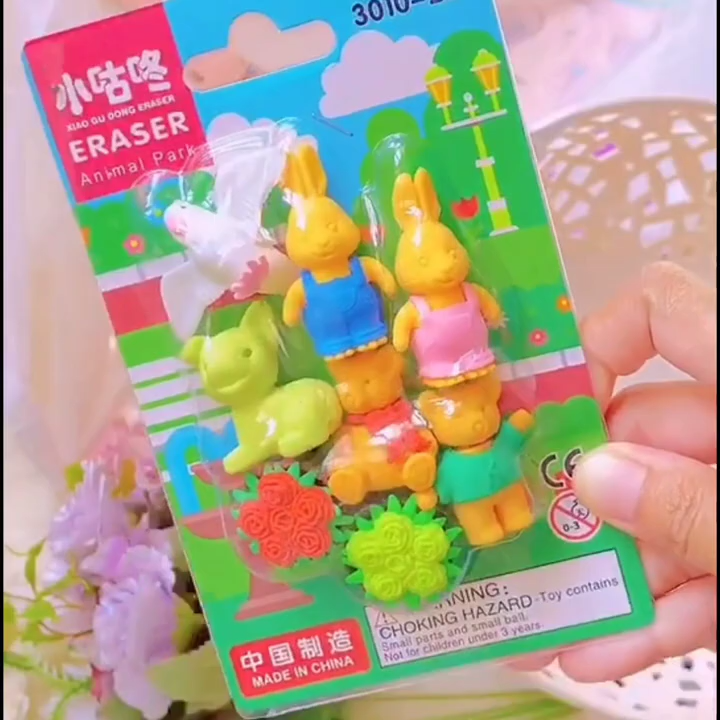 3010-
小咕咚
XIAO GU DONG ERASER
ERASER
Animal Park
CE
0-3
WARNING:
CHOKING HAZARD-Toy contains
Small parts and small ball.
Not for children under 3 years.
中国制造
MADE IN CHINA